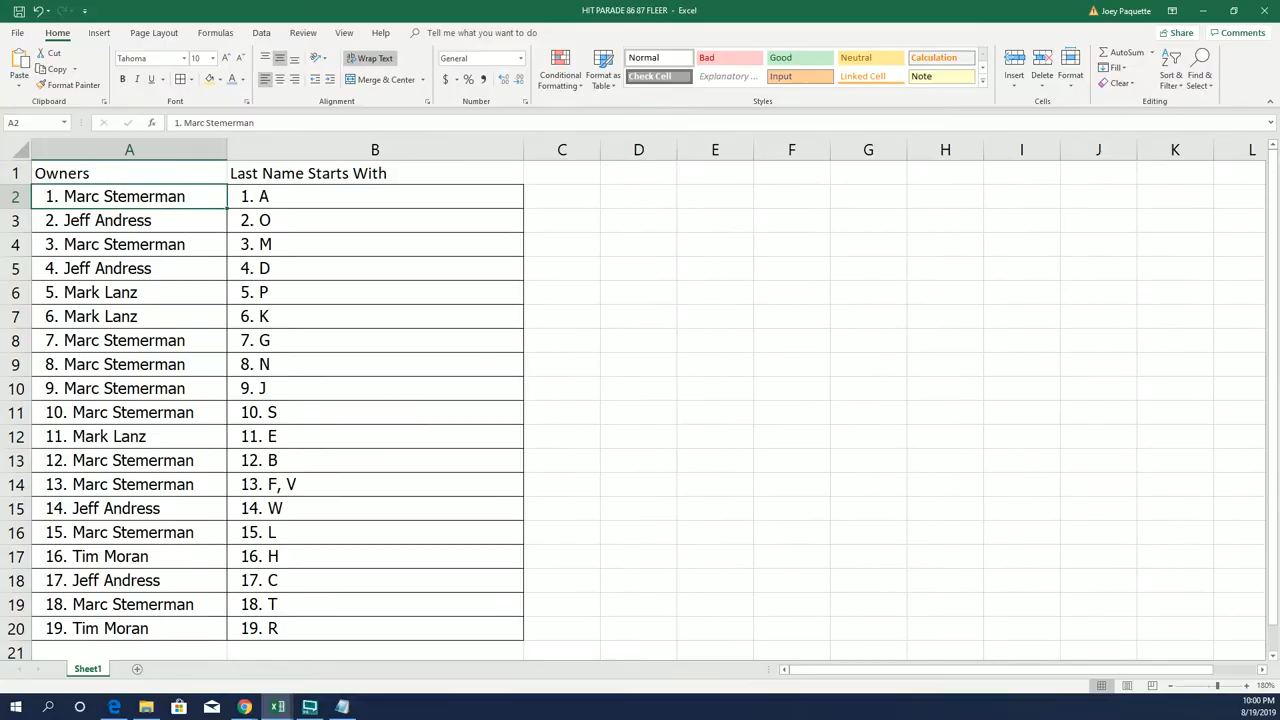 HIT PARADE 86 87 FLEER - Excel
Joey Paquette
File Home Insert Page Layout Formulas Data Review View Help Tell me what you want to do
Share Comments
Paste
Cut
Copy
Format Painter
Clipboard
Tahoma 10
B I U
Font
Wrap Text
Merge & Center
Alignment
General
$ % ,
Number
Conditional Formatting
Format as Table
Normal Bad Good Neutral Calculation
Check Cell Explanatory ... Input Linked Cell Note
Styles
Insert Delete Format
Cells
AutoSum
Fill
Clear
Sort & Filter
Find & Select
Editing
A2 fx 1. Marc Stemerman
A B C D E F G H I J K L
1 Owners Last Name Starts With
2 1. Marc Stemerman 1. A
3 2. Jeff Andress 2. O
4 3. Marc Stemerman 3. M
5 4. Jeff Andress 4. D
6 5. Mark Lanz 5. P
7 6. Mark Lanz 6. K
8 7. Marc Stemerman 7. G
9 8. Marc Stemerman 8. N
10 9. Marc Stemerman 9. J
11 10. Marc Stemerman 10. S
12 11. Mark Lanz 11. E
13 12. Marc Stemerman 12. B
14 13. Marc Stemerman 13. F, V
15 14. Jeff Andress 14. W
16 15. Marc Stemerman 15. L
17 16. Tim Moran 16. H
18 17. Jeff Andress 17. C
19 18. Marc Stemerman 18. T
20 19. Tim Moran 19. R
21
Sheet1
180%
10:00 PM
8/19/2019